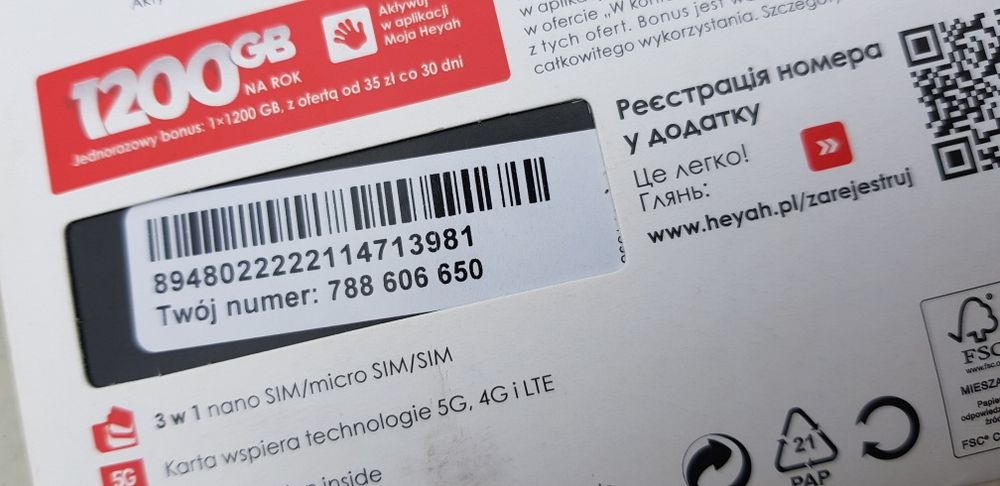 1200GB
NA ROK
Aktywuj
w aplikacji
Moja Heyah
Jednorazowy bonus: 1×1200 GB, z ofertą od 35 zł co 30 dni
w ofercie
z tych ofert. Bonus jest
całkowitego wykorzystania.
Реєстрація номера
у додатку
Це легко!
Глянь:
www.heyah.pl/zarejestruj
8948022222114713981
Twój numer: 788 606 650
3 w 1 nano SIM/micro SIM/SIM
5G
Karta wspiera technologie 5G, 4G i LTE
inside
21
PAP
FSC